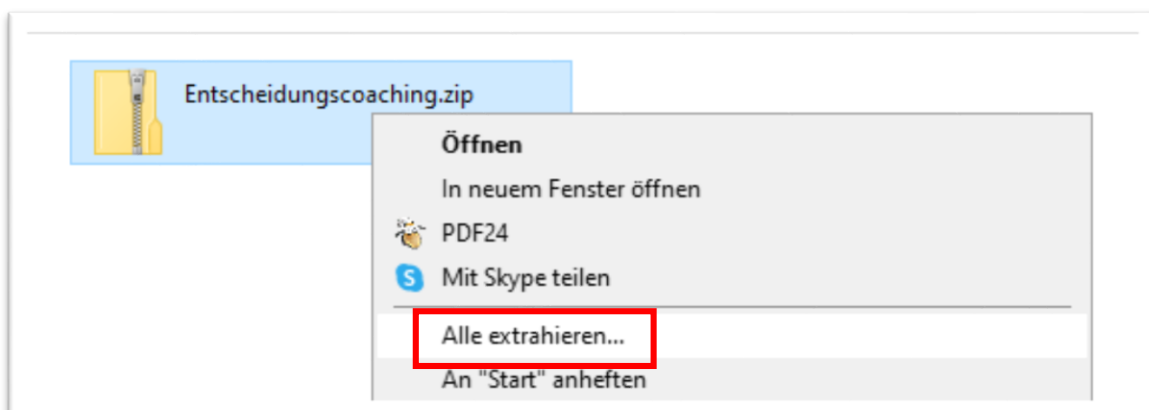 Entscheidungscoaching.zip
Öffnen
In neuem Fenster öffnen
PDF24
Mit Skype teilen
Alle extrahieren...
An "Start" anheften